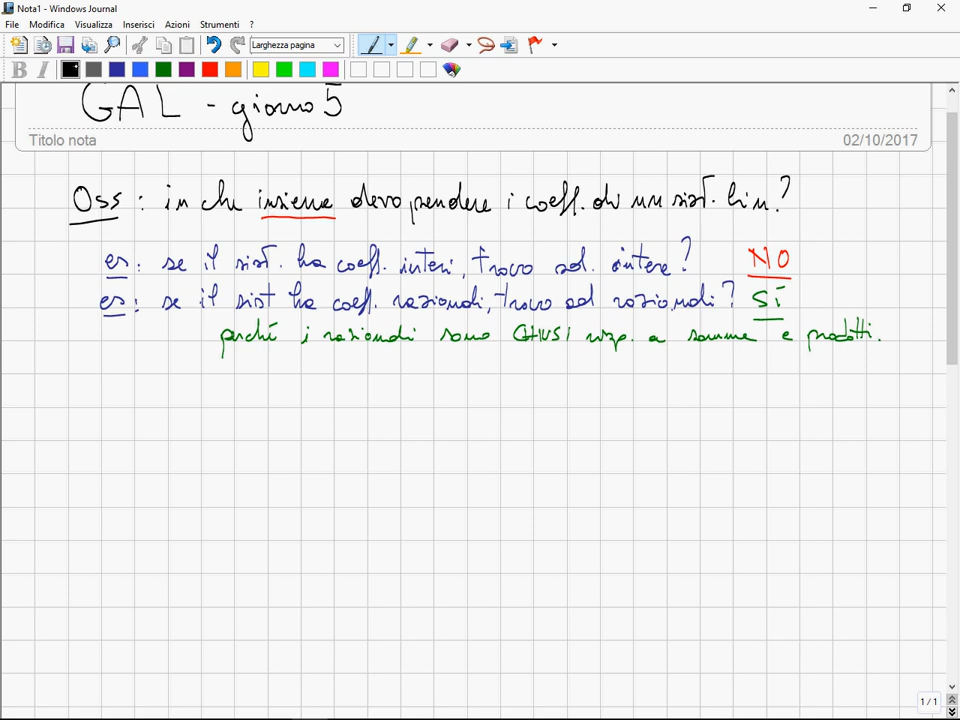 Nota1 - Windows Journal
File Modifica Visualizza Inserisci Azioni Strumenti ?
Larghezza pagina
B I
GAL - giorno 5
Titolo nota 02/10/2017
Oss : in che insieme devo prendere i coeff. di un sist. lin.?
es: se il sist. ha coeff. interi, trovo sol. intere? NO
es: se il sist ha coeff. razionali, trovo sol razionali? SÌ
perché i razionali sono CHIUSI risp. a somme e prodotti.
1 / 1